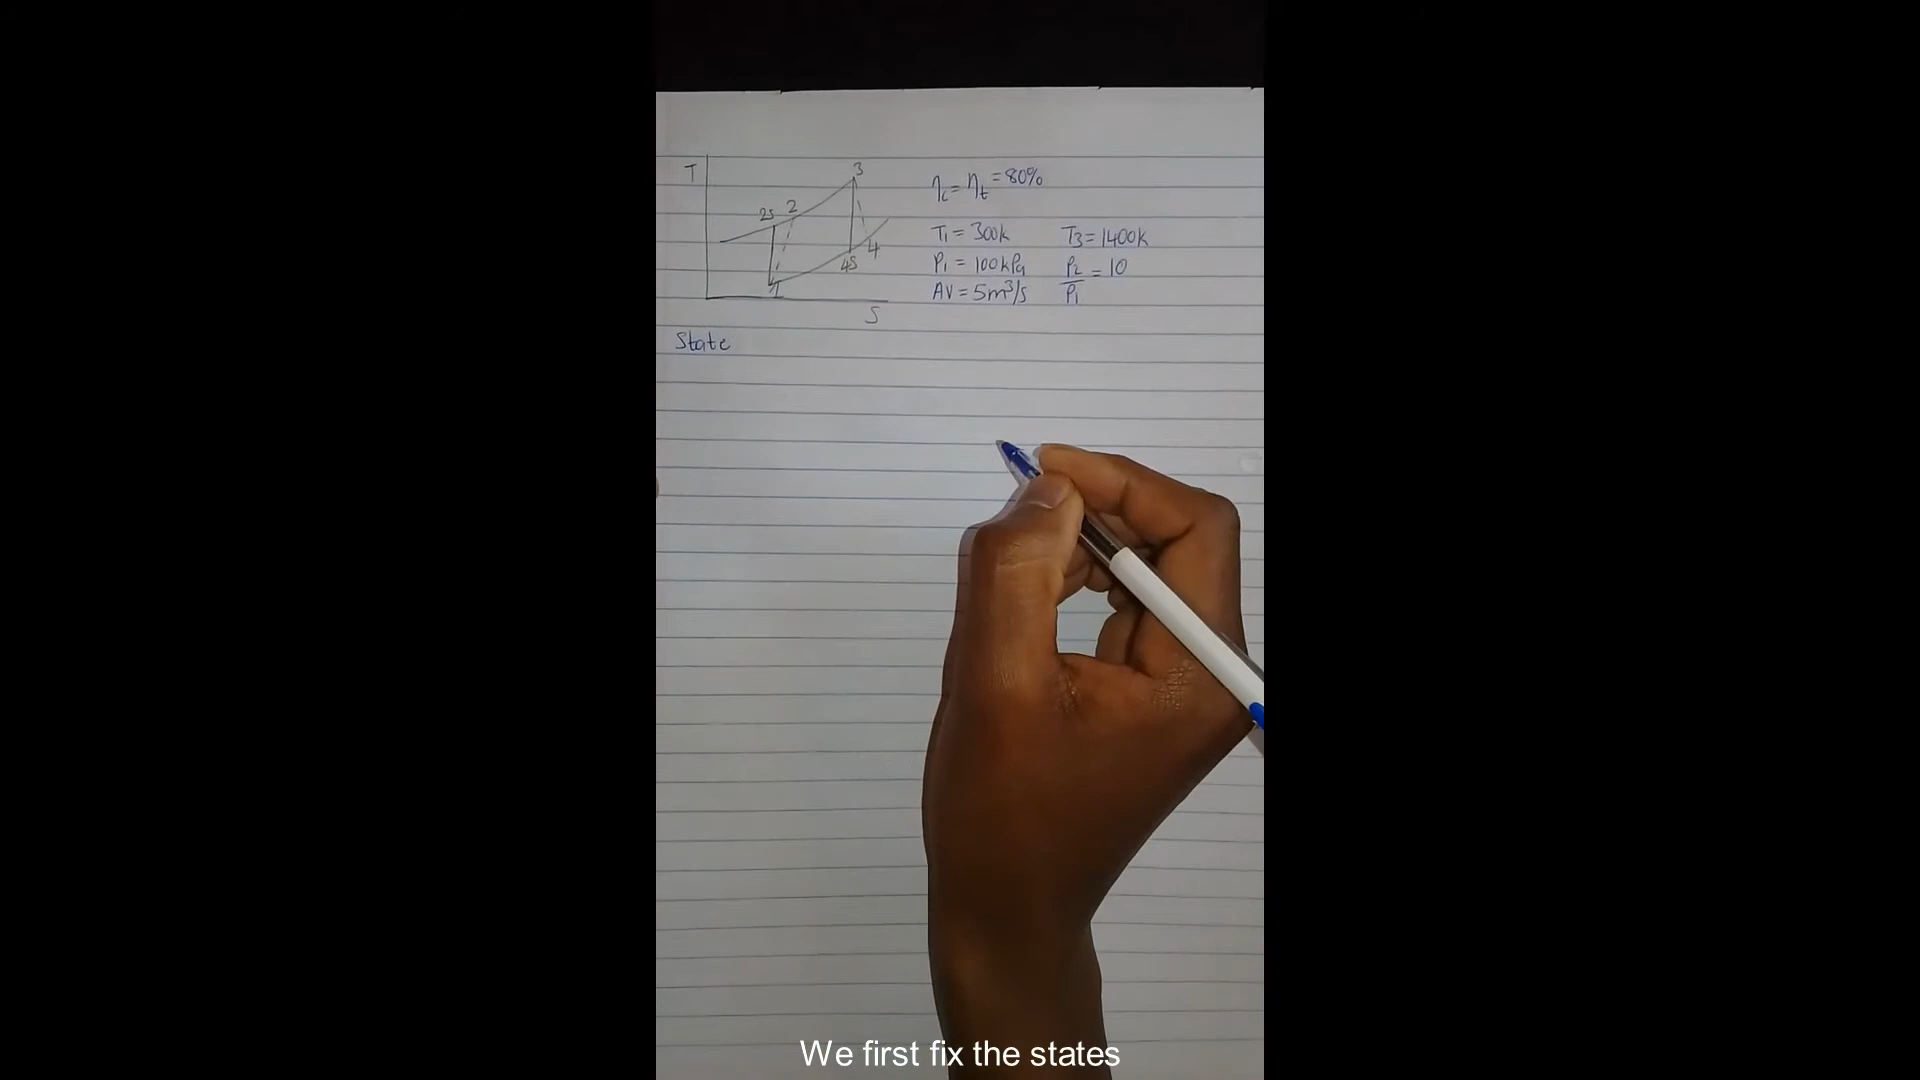 T
3
2s 2
4s 4
1
S
ηc = ηt = 80%
T1 = 300k T3 = 1400k
P1 = 100kPa P2/P1 = 10
AV = 5m³/s
State
We first fix the states